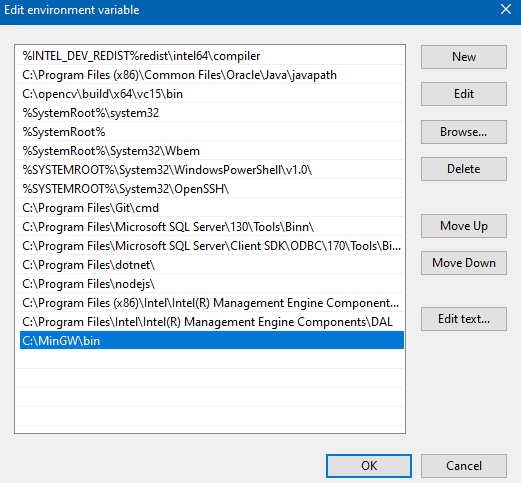 Edit environment variable
%INTEL_DEV_REDIST%redist\intel64\compiler
C:\Program Files (x86)\Common Files\Oracle\Java\javapath
C:\opencv\build\x64\vc15\bin
%SystemRoot%\system32
%SystemRoot%
%SystemRoot%\System32\Wbem
%SYSTEMROOT%\System32\WindowsPowerShell\v1.0\
%SYSTEMROOT%\System32\OpenSSH\
C:\Program Files\Git\cmd
C:\Program Files\Microsoft SQL Server\130\Tools\Binn\
C:\Program Files\Microsoft SQL Server\Client SDK\ODBC\170\Tools\Bi...
C:\Program Files\dotnet\
C:\Program Files\nodejs\
C:\Program Files (x86)\Intel\Intel(R) Management Engine Component...
C:\Program Files\Intel\Intel(R) Management Engine Components\DAL
C:\MinGW\bin
New
Edit
Browse...
Delete
Move Up
Move Down
Edit text...
OK
Cancel